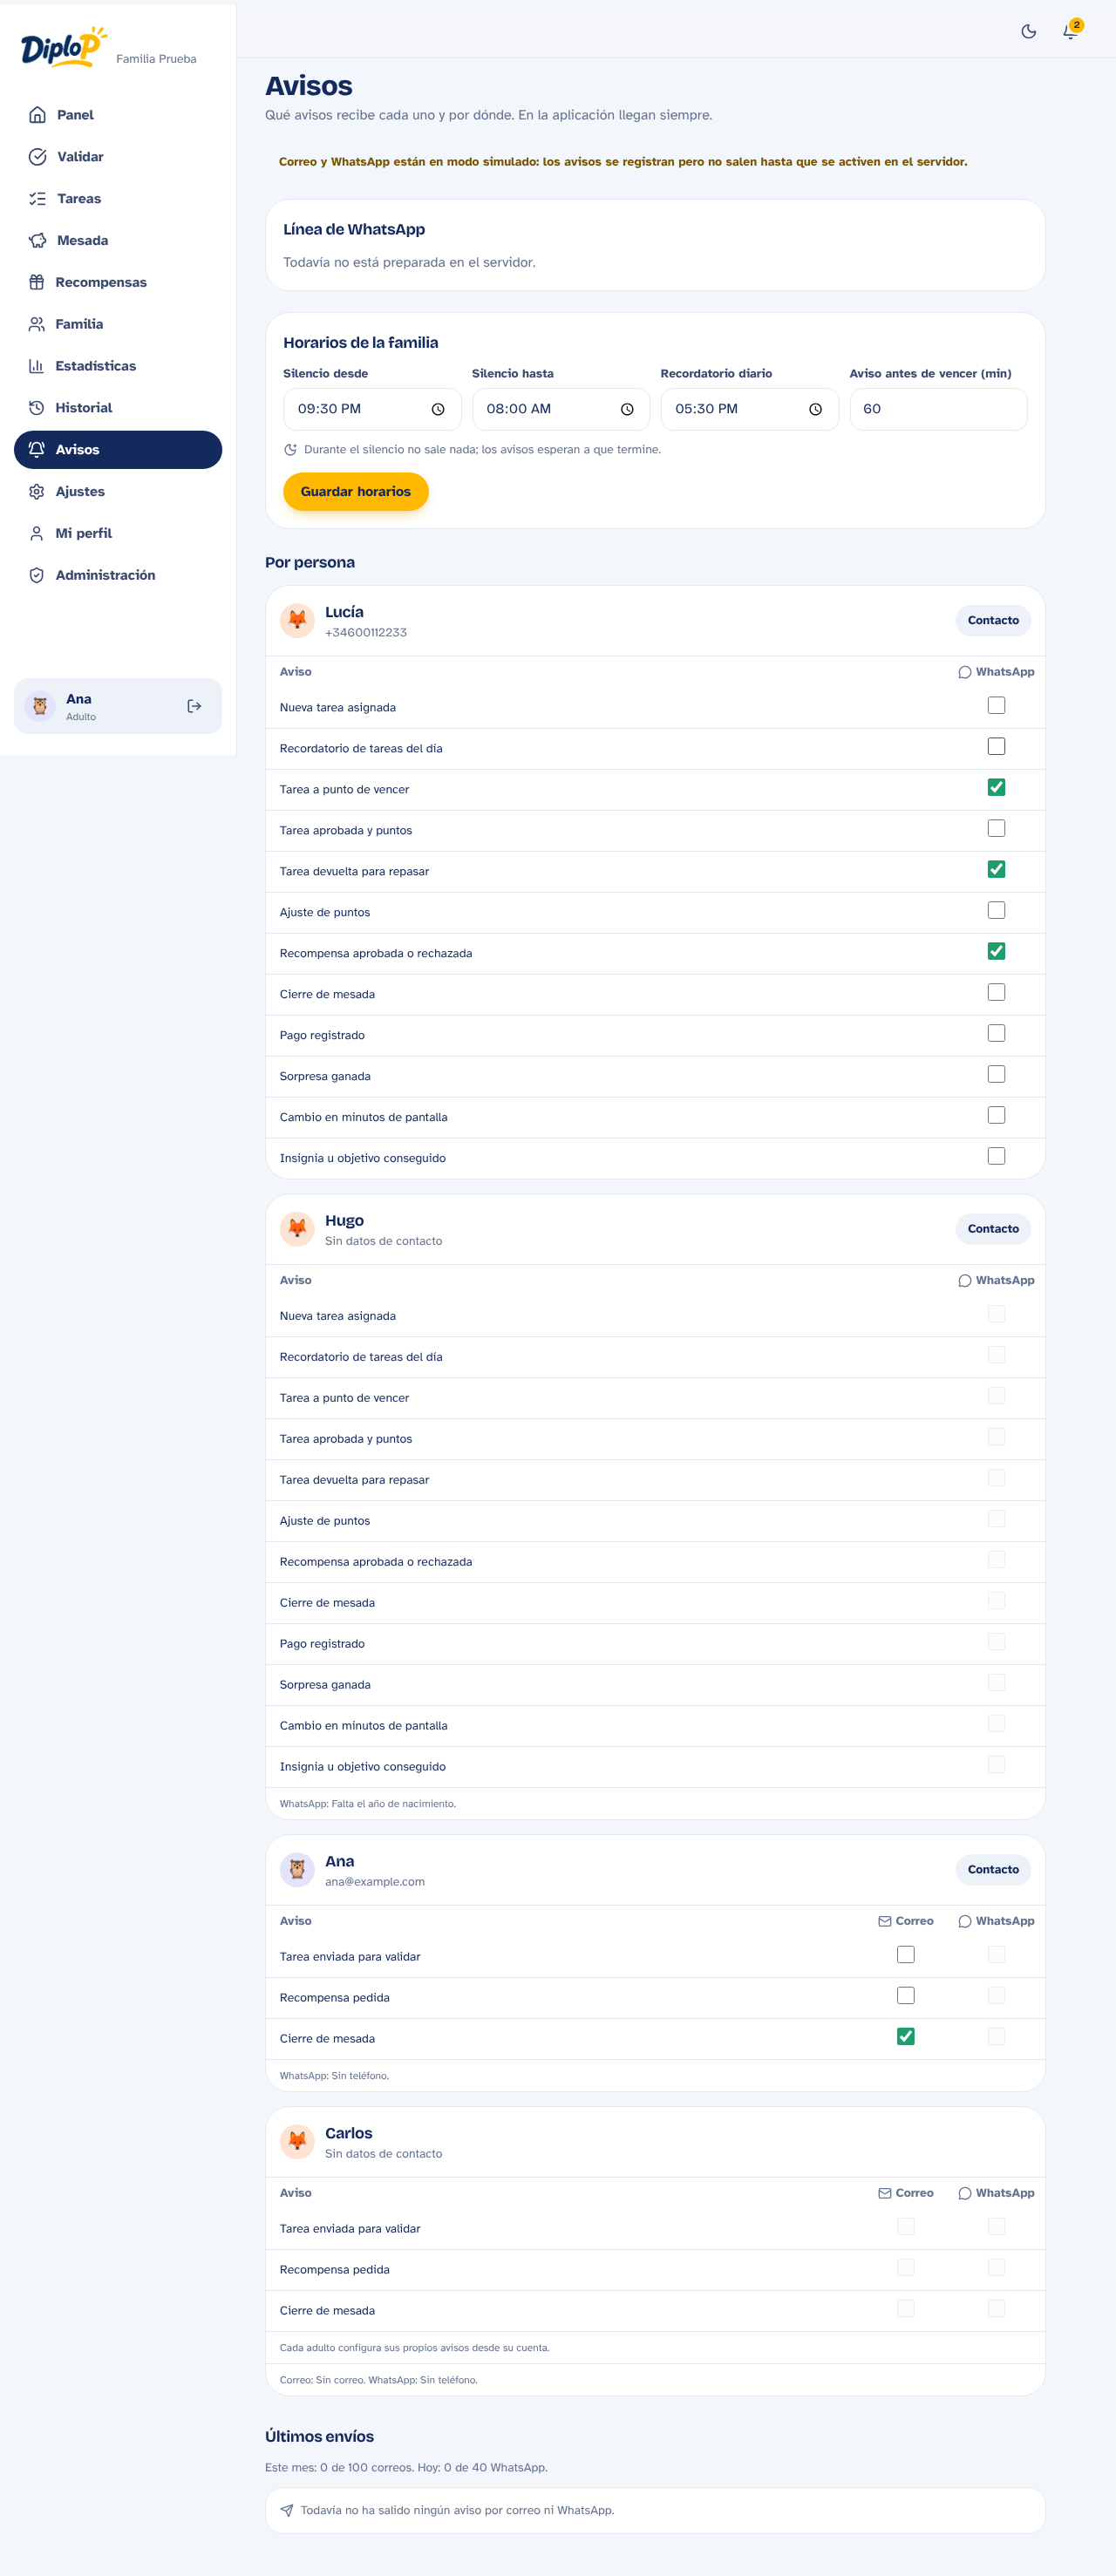 DiploP
Familia Prueba
2
Panel
Validar
Tareas
Mesada
Recompensas
Familia
Estadísticas
Historial
Avisos
Ajustes
Mi perfil
Administración
Ana
Adulto
Avisos
Qué avisos recibe cada uno y por dónde. En la aplicación llegan siempre.
Correo y WhatsApp están en modo simulado: los avisos se registran pero no salen hasta que se activen en el servidor.
Línea de WhatsApp
Todavía no está preparada en el servidor.
Horarios de la familia
Silencio desde Silencio hasta Recordatorio diario Aviso antes de vencer (min)
09:30 PM 08:00 AM 05:30 PM 60
Durante el silencio no sale nada; los avisos esperan a que termine.
Guardar horarios
Por persona
Lucía
+34600112233
Contacto
Aviso WhatsApp
Nueva tarea asignada
Recordatorio de tareas del día
Tarea a punto de vencer
Tarea aprobada y puntos
Tarea devuelta para repasar
Ajuste de puntos
Recompensa aprobada o rechazada
Cierre de mesada
Pago registrado
Sorpresa ganada
Cambio en minutos de pantalla
Insignia u objetivo conseguido
Hugo
Sin datos de contacto
Contacto
Aviso WhatsApp
Nueva tarea asignada
Recordatorio de tareas del día
Tarea a punto de vencer
Tarea aprobada y puntos
Tarea devuelta para repasar
Ajuste de puntos
Recompensa aprobada o rechazada
Cierre de mesada
Pago registrado
Sorpresa ganada
Cambio en minutos de pantalla
Insignia u objetivo conseguido
WhatsApp: Falta el año de nacimiento.
Ana
ana@example.com
Contacto
Aviso Correo WhatsApp
Tarea enviada para validar
Recompensa pedida
Cierre de mesada
WhatsApp: Sin teléfono.
Carlos
Sin datos de contacto
Aviso Correo WhatsApp
Tarea enviada para validar
Recompensa pedida
Cierre de mesada
Cada adulto configura sus propios avisos desde su cuenta.
Correo: Sin correo. WhatsApp: Sin teléfono.
Últimos envíos
Este mes: 0 de 100 correos. Hoy: 0 de 40 WhatsApp.
Todavía no ha salido ningún aviso por correo ni WhatsApp.